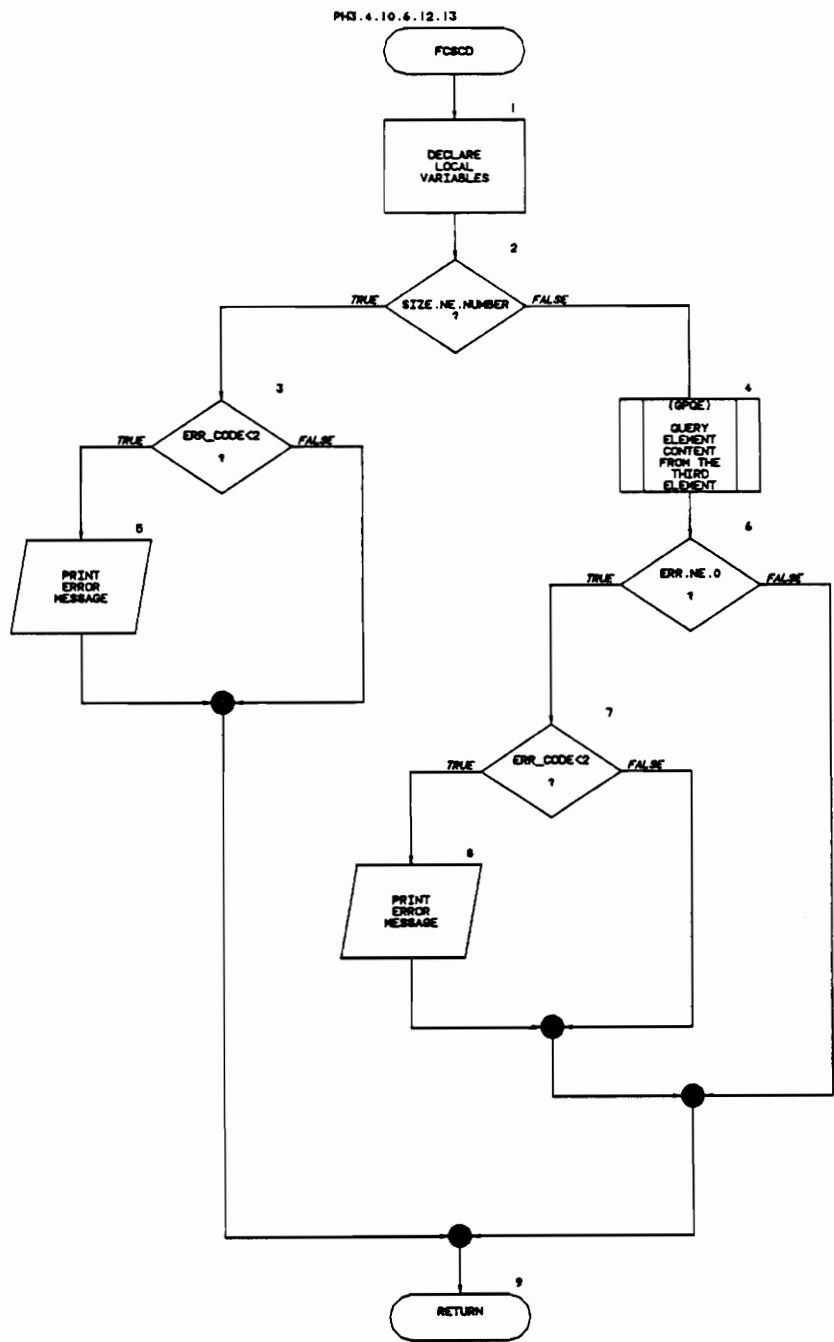 PH3.4.10.6.12.13
FCSCD
1
DECLARE
LOCAL
VARIABLES
2
TRUE
SIZE.NE.NUMBER
?
FALSE
3
TRUE
ERR_CODE<2
?
FALSE
4
(GPQE)
QUERY
ELEMENT
CONTENT
FROM THE
THIRD
ELEMENT
5
PRINT
ERROR
MESSAGE
6
TRUE
ERR.NE.0
?
FALSE
7
TRUE
ERR_CODE<2
?
FALSE
8
PRINT
ERROR
MESSAGE
9
RETURN